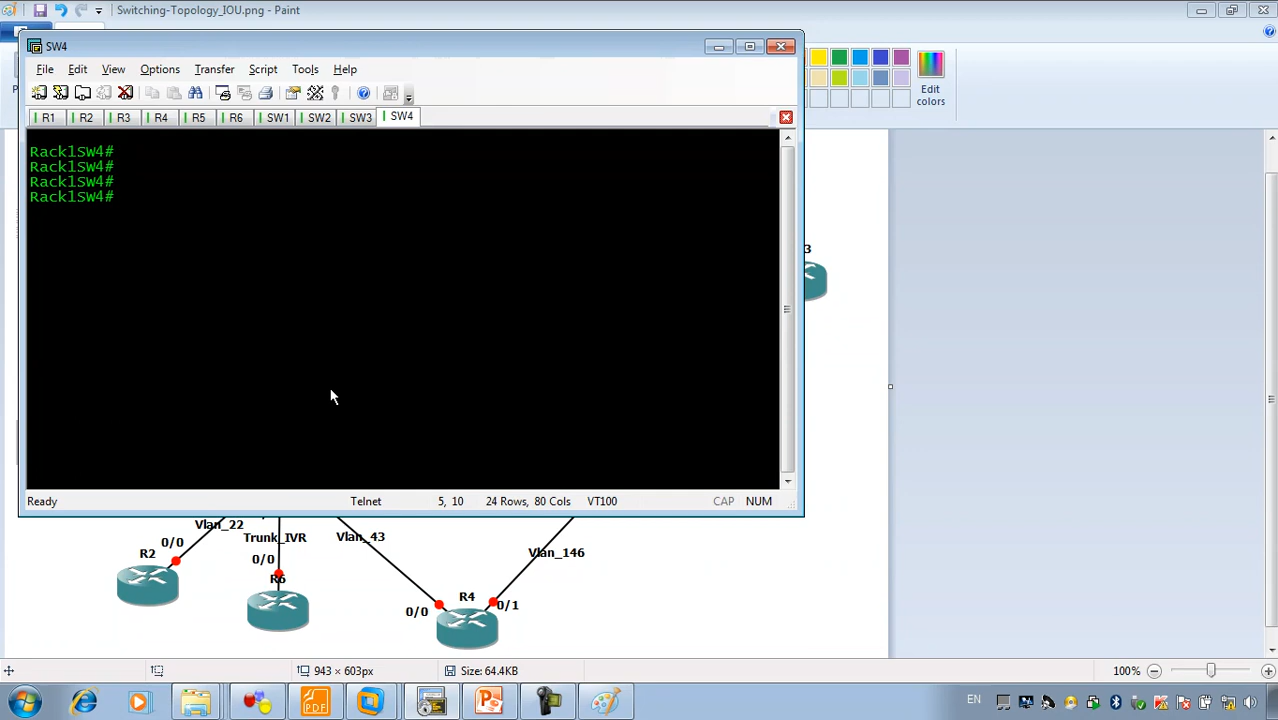 Switching-Topology_IOU.png - Paint
SW4
File Edit View Options Transfer Script Tools Help
Edit colors
R1 R2 R3 R4 R5 R6 SW1 SW2 SW3 SW4
Rack1SW4#
Rack1SW4#
Rack1SW4#
Rack1SW4#
3
Ready Telnet 5, 10 24 Rows, 80 Cols VT100 CAP NUM
Vlan_22
0/0
R2
Trunk_IVR
0/0
R6
Vlan_43
Vlan_146
R4
0/0
0/1
943 × 603px Size: 64.4KB 100%
EN